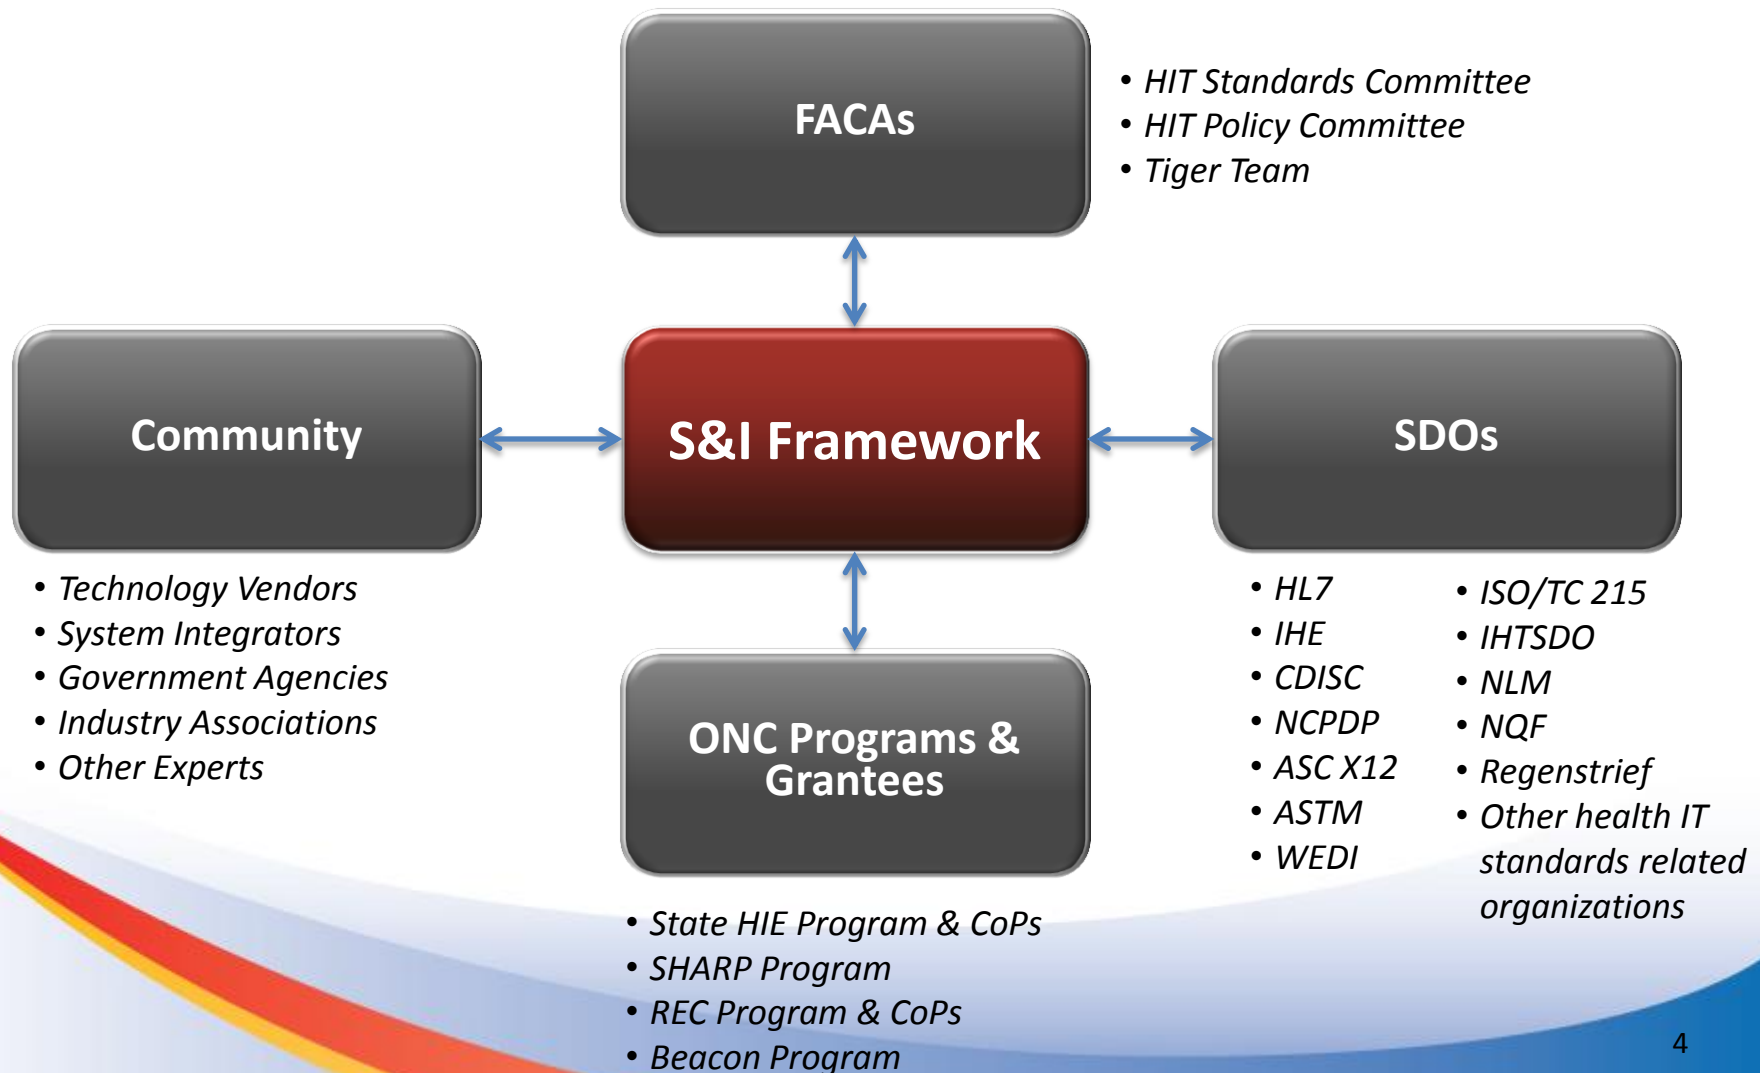 FACAs
• HIT Standards Committee
• HIT Policy Committee
• Tiger Team
Community
S&I Framework
SDOs
• Technology Vendors
• System Integrators
• Government Agencies
• Industry Associations
• Other Experts
ONC Programs &
Grantees
• HL7
• IHE
• CDISC
• NCPDP
• ASC X12
• ASTM
• WEDI
• ISO/TC 215
• IHTSDO
• NLM
• NQF
• Regenstrief
• Other health IT
standards related
organizations
• State HIE Program & CoPs
• SHARP Program
• REC Program & CoPs
• Beacon Program
4